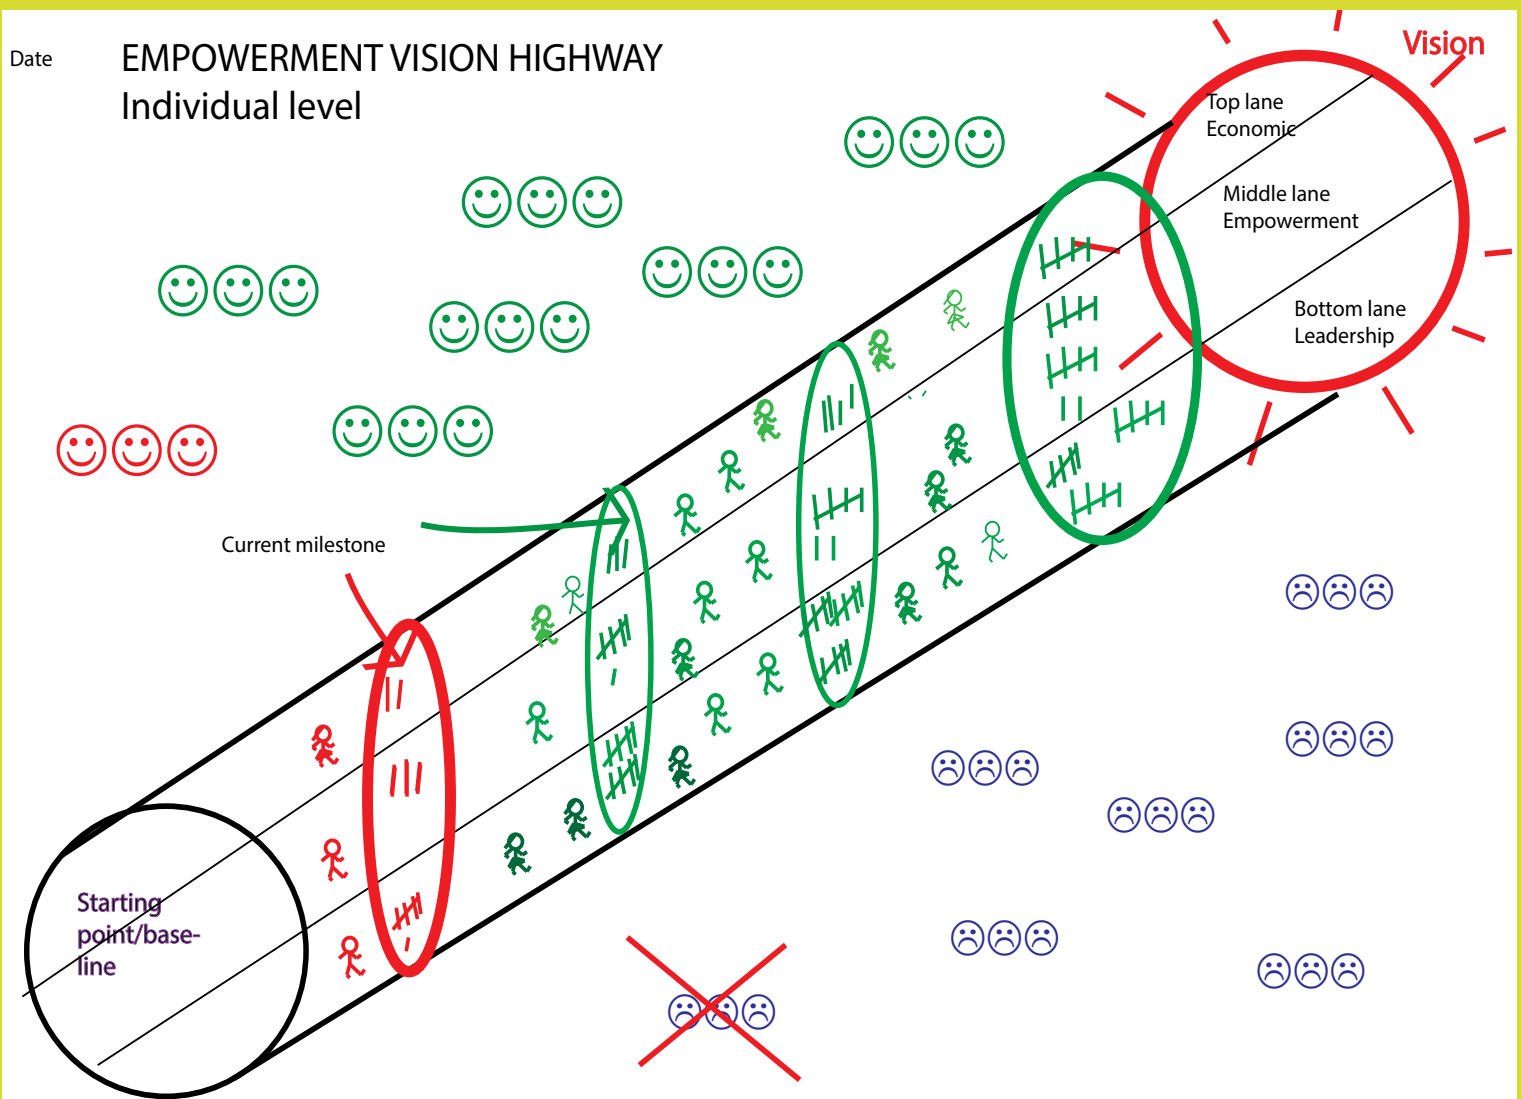 Date
EMPOWERMENT VISION HIGHWAY
Individual level
Vision
Top lane
Economic
Middle lane
Empowerment
Bottom lane
Leadership
Current milestone
Starting
point/base-
line